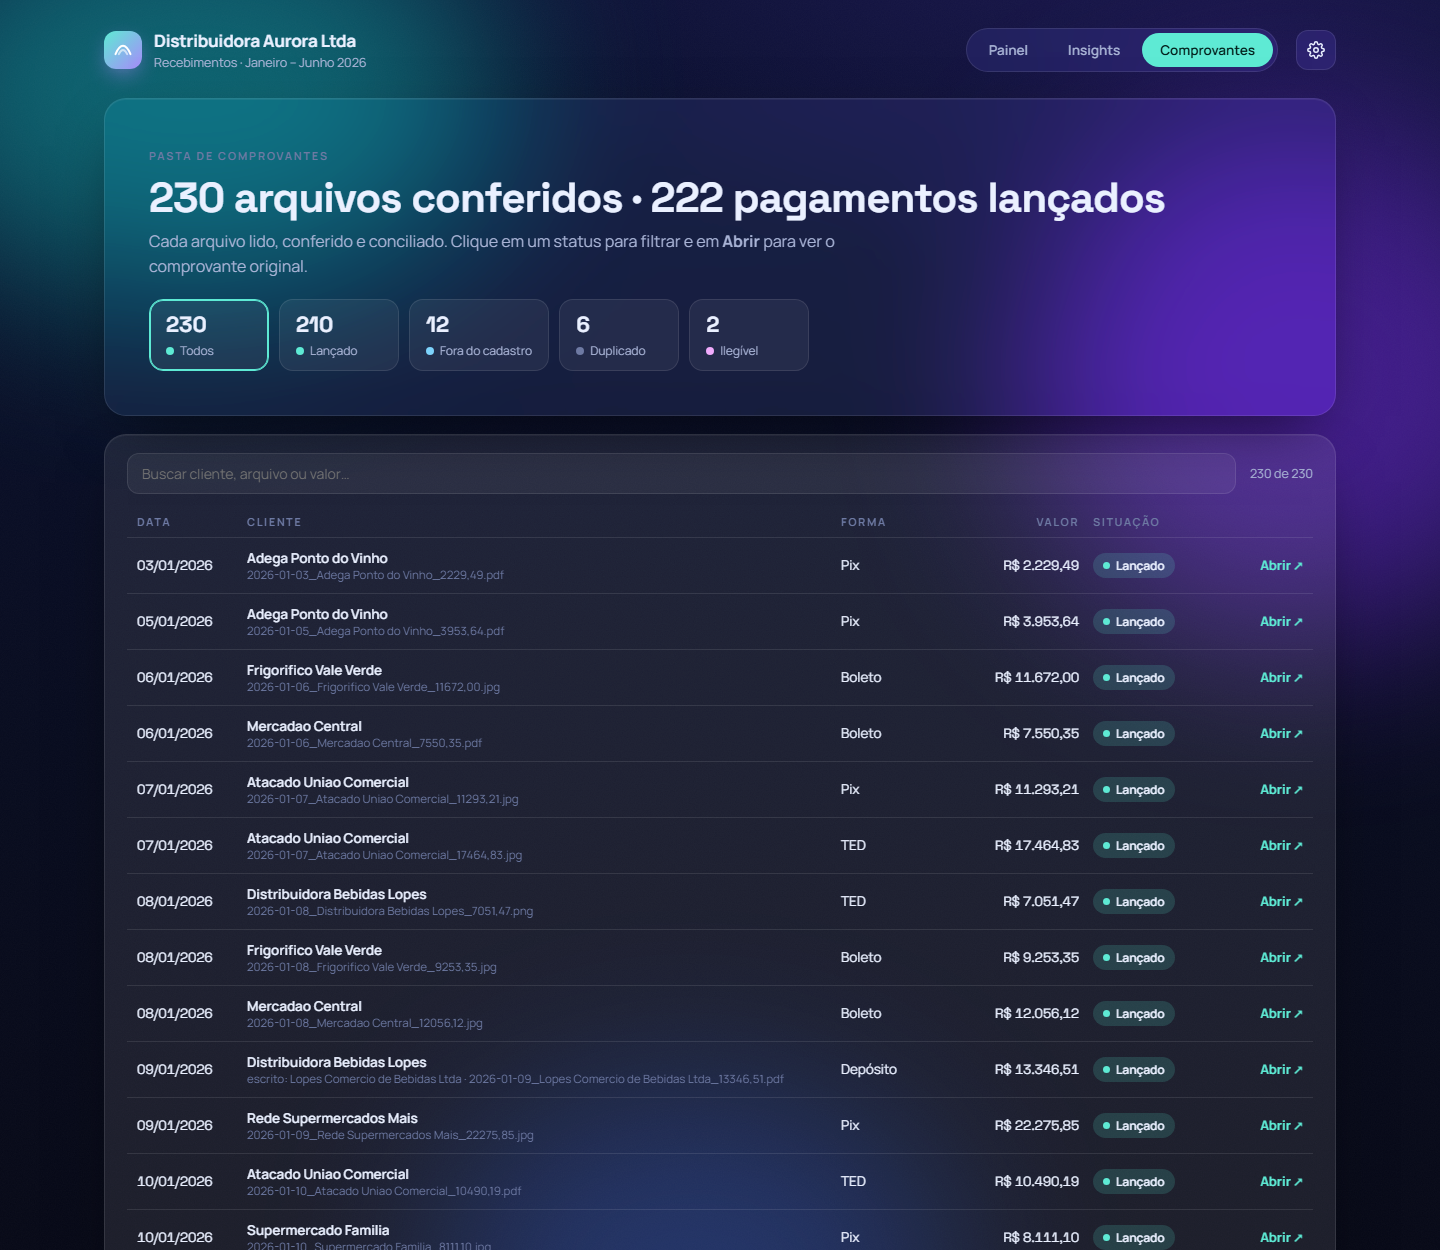 Distribuidora Aurora Ltda
Recebimentos · Janeiro – Junho 2026
Painel
Insights
Comprovantes
PASTA DE COMPROVANTES
230 arquivos conferidos · 222 pagamentos lançados
Cada arquivo lido, conferido e conciliado. Clique em um status para filtrar e em Abrir para ver o
comprovante original.
230
Todos
210
Lançado
12
Fora do cadastro
6
Duplicado
2
Ilegível
Buscar cliente, arquivo ou valor…
230 de 230
DATA CLIENTE FORMA VALOR SITUAÇÃO
03/01/2026 Adega Ponto do Vinho Pix R$ 2.229,49 Lançado Abrir ↗
2026-01-03_Adega Ponto do Vinho_2229,49.pdf
05/01/2026 Adega Ponto do Vinho Pix R$ 3.953,64 Lançado Abrir ↗
2026-01-05_Adega Ponto do Vinho_3953,64.pdf
06/01/2026 Frigorifico Vale Verde Boleto R$ 11.672,00 Lançado Abrir ↗
2026-01-06_Frigorifico Vale Verde_11672,00.jpg
06/01/2026 Mercadao Central Boleto R$ 7.550,35 Lançado Abrir ↗
2026-01-06_Mercadao Central_7550,35.pdf
07/01/2026 Atacado Uniao Comercial Pix R$ 11.293,21 Lançado Abrir ↗
2026-01-07_Atacado Uniao Comercial_11293,21.jpg
07/01/2026 Atacado Uniao Comercial TED R$ 17.464,83 Lançado Abrir ↗
2026-01-07_Atacado Uniao Comercial_17464,83.jpg
08/01/2026 Distribuidora Bebidas Lopes TED R$ 7.051,47 Lançado Abrir ↗
2026-01-08_Distribuidora Bebidas Lopes_7051,47.png
08/01/2026 Frigorifico Vale Verde Boleto R$ 9.253,35 Lançado Abrir ↗
2026-01-08_Frigorifico Vale Verde_9253,35.jpg
08/01/2026 Mercadao Central Boleto R$ 12.056,12 Lançado Abrir ↗
2026-01-08_Mercadao Central_12056,12.jpg
09/01/2026 Distribuidora Bebidas Lopes Depósito R$ 13.346,51 Lançado Abrir ↗
escrito: Lopes Comercio de Bebidas Ltda · 2026-01-09_Lopes Comercio de Bebidas Ltda_13346,51.pdf
09/01/2026 Rede Supermercados Mais Pix R$ 22.275,85 Lançado Abrir ↗
2026-01-09_Rede Supermercados Mais_22275,85.jpg
10/01/2026 Atacado Uniao Comercial TED R$ 10.490,19 Lançado Abrir ↗
2026-01-10_Atacado Uniao Comercial_10490,19.pdf
10/01/2026 Supermercado Familia Pix R$ 8.111,10 Lançado Abrir ↗
2026-01-10_Supermercado Familia_8111,10.jpg